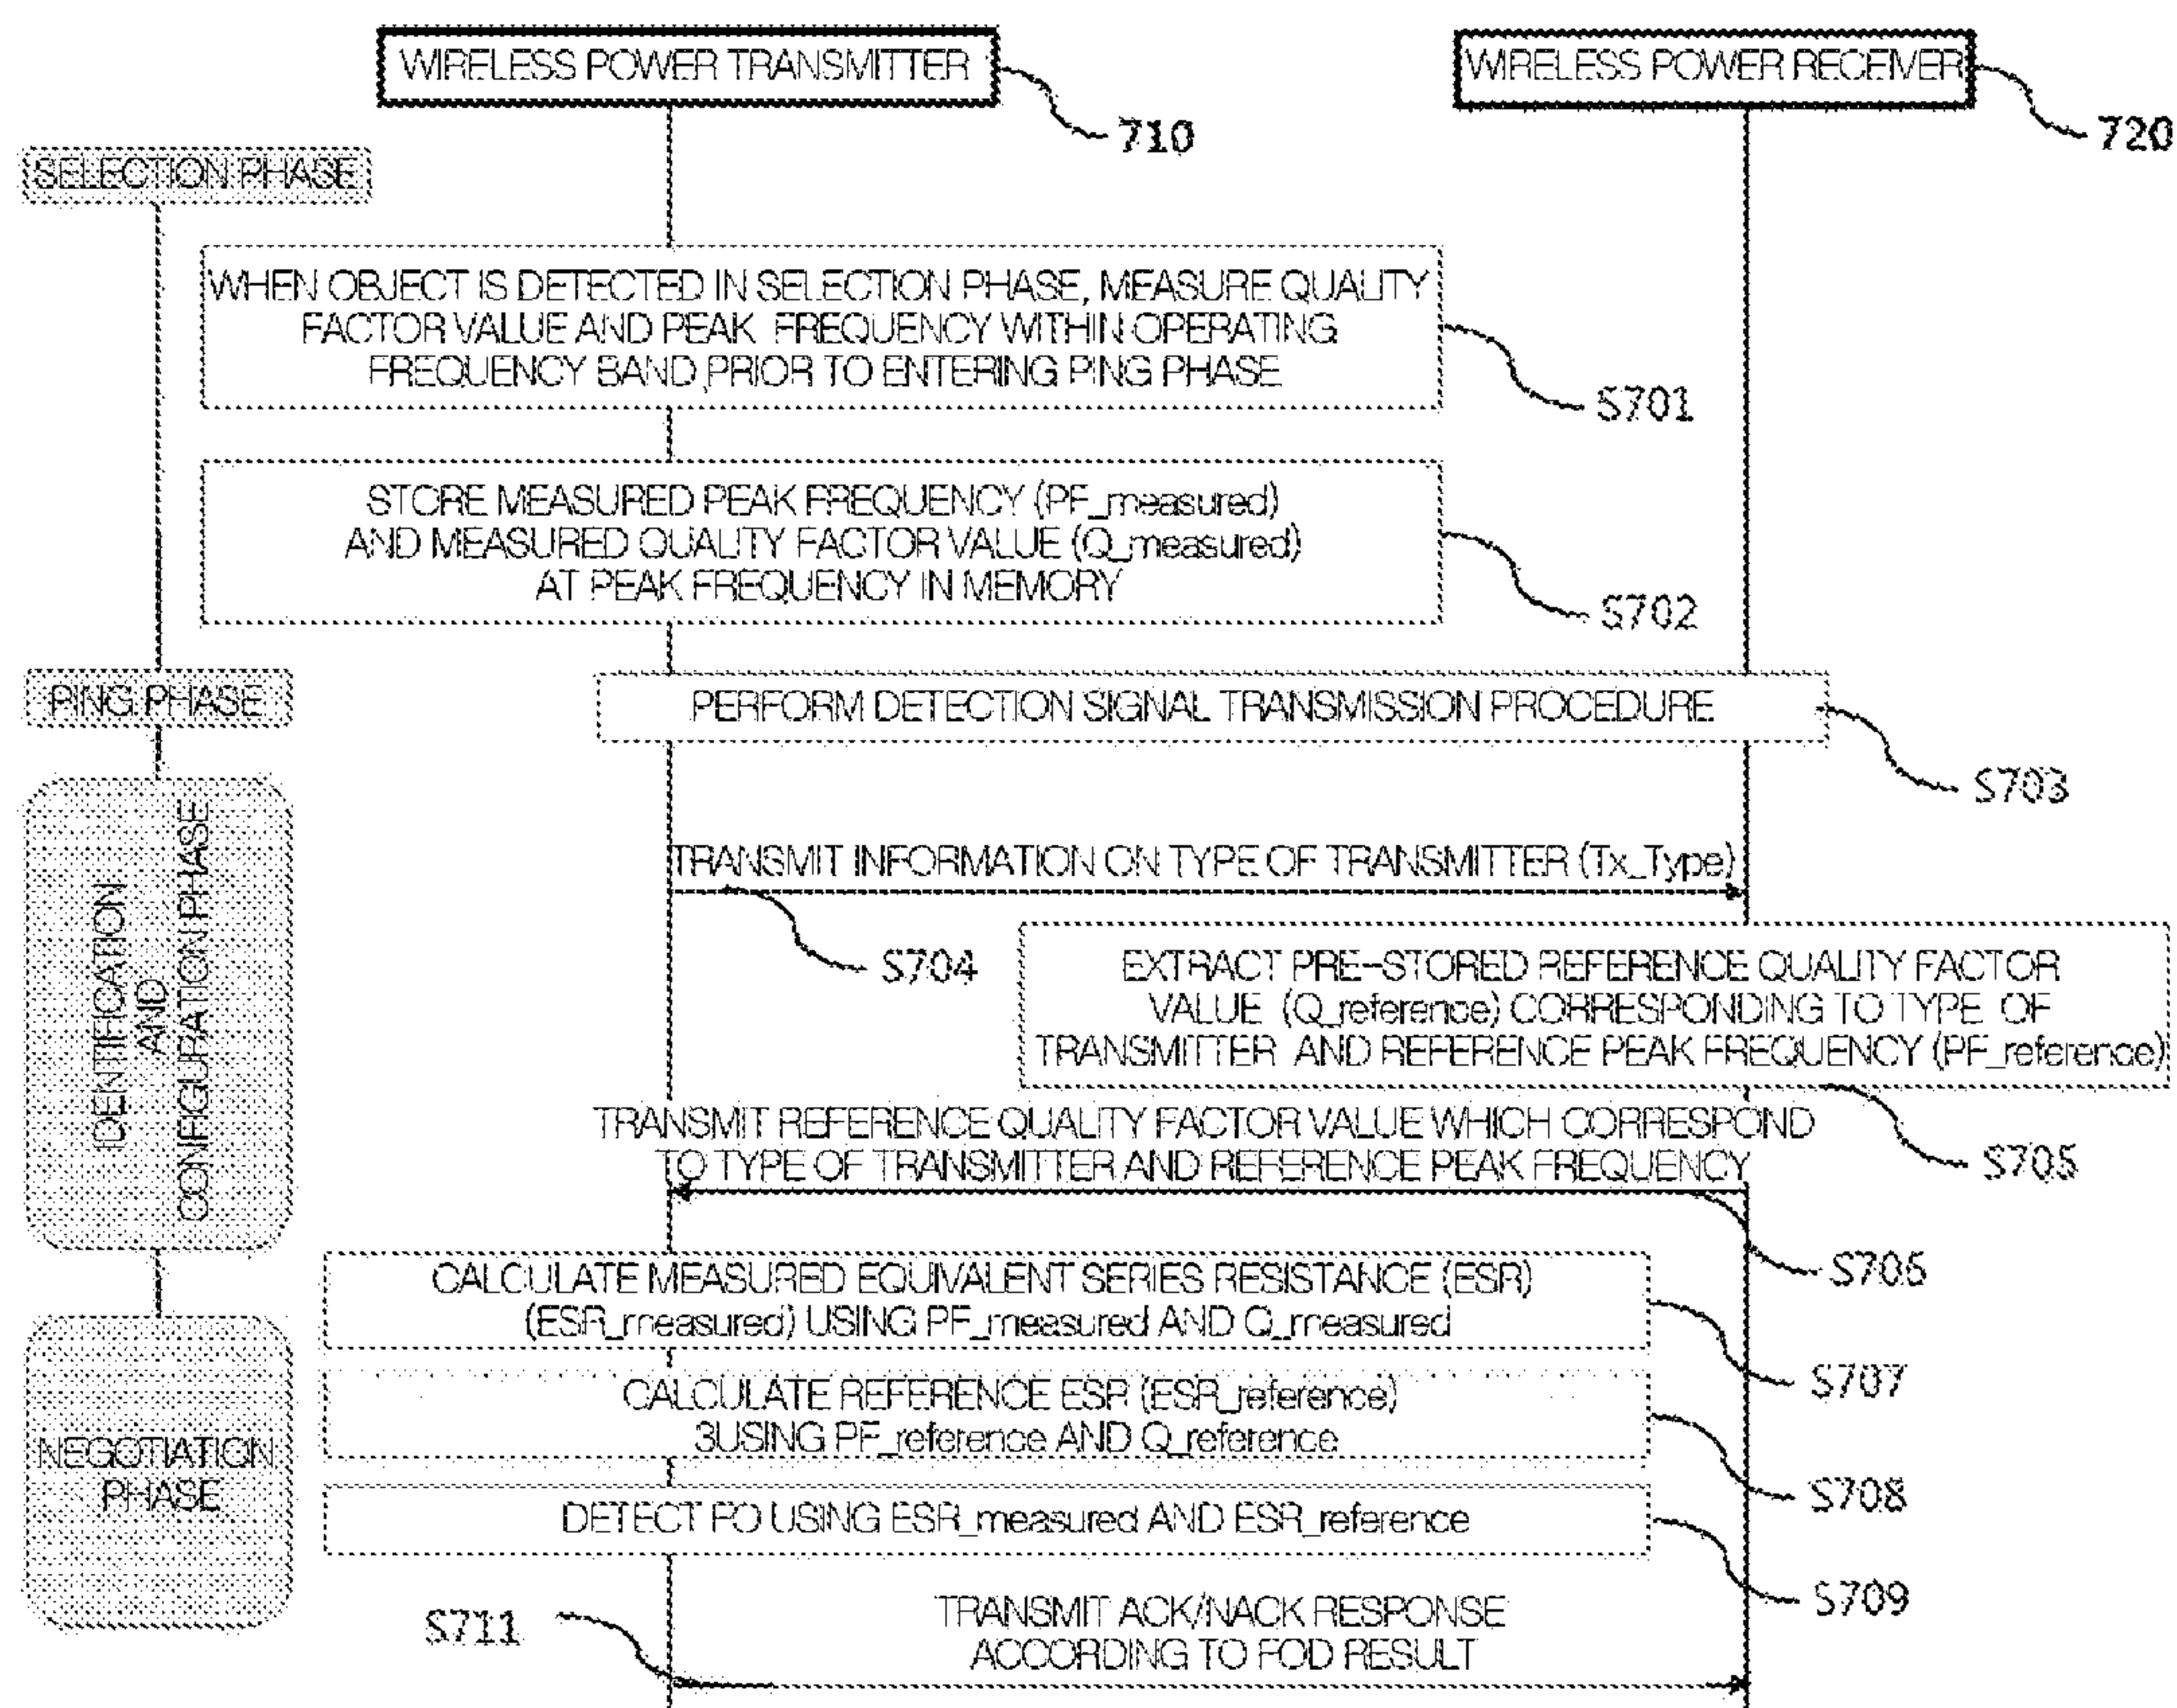 WIRELESS POWER TRANSMITTER
WIRELESS POWER RECEIVER
710
720
SELECTION PHASE
WHEN OBJECT IS DETECTED IN SELECTION PHASE, MEASURE QUALITY
FACTOR VALUE AND PEAK FREQUENCY WITHIN OPERATING
FREQUENCY BAND, PRIOR TO ENTERING PING PHASE
S701
STORE MEASURED PEAK FREQUENCY (PF_measured)
AND MEASURED QUALITY FACTOR VALUE (Q_measured)
AT PEAK FREQUENCY IN MEMORY
S702
PING PHASE
PERFORM DETECTION SIGNAL TRANSMISSION PROCEDURE
S703
IDENTIFICATION
AND
CONFIGURATION PHASE
TRANSMIT INFORMATION ON TYPE OF TRANSMITTER (Tx_Type)
S704
EXTRACT PRE-STORED REFERENCE QUALITY FACTOR
VALUE (Q_reference) CORRESPONDING TO TYPE OF
TRANSMITTER AND REFERENCE PEAK FREQUENCY (PF_reference)
S705
TRANSMIT REFERENCE QUALITY FACTOR VALUE WHICH CORRESPOND
TO TYPE OF TRANSMITTER AND REFERENCE PEAK FREQUENCY
S706
CALCULATE MEASURED EQUIVALENT SERIES RESISTANCE (ESR)
(ESR_measured) USING PF_measured AND Q_measured
S707
CALCULATE REFERENCE ESR (ESR_reference)
3USING PF_reference AND Q_reference
S708
NEGOTIATION
PHASE
DETECT FO USING ESR_measured AND ESR_reference
S709
TRANSMIT ACK/NACK RESPONSE
ACCORDING TO FOD RESULT
S711